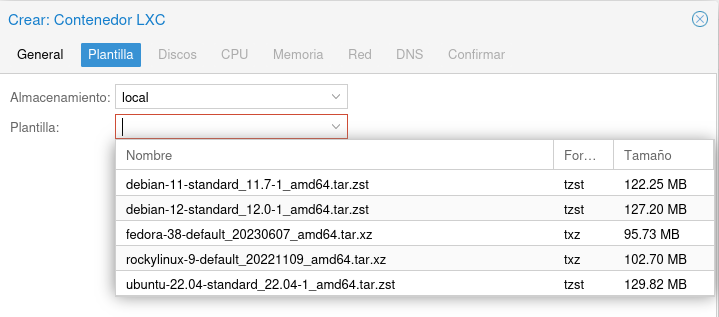 Crear: Contenedor LXC
General Plantilla Discos CPU Memoria Red DNS Confirmar
Almacenamiento: local
Plantilla:
Nombre For... Tamaño
debian-11-standard_11.7-1_amd64.tar.zst tzst 122.25 MB
debian-12-standard_12.0-1_amd64.tar.zst tzst 127.20 MB
fedora-38-default_20230607_amd64.tar.xz txz 95.73 MB
rockylinux-9-default_20221109_amd64.tar.xz txz 102.70 MB
ubuntu-22.04-standard_22.04-1_amd64.tar.zst tzst 129.82 MB